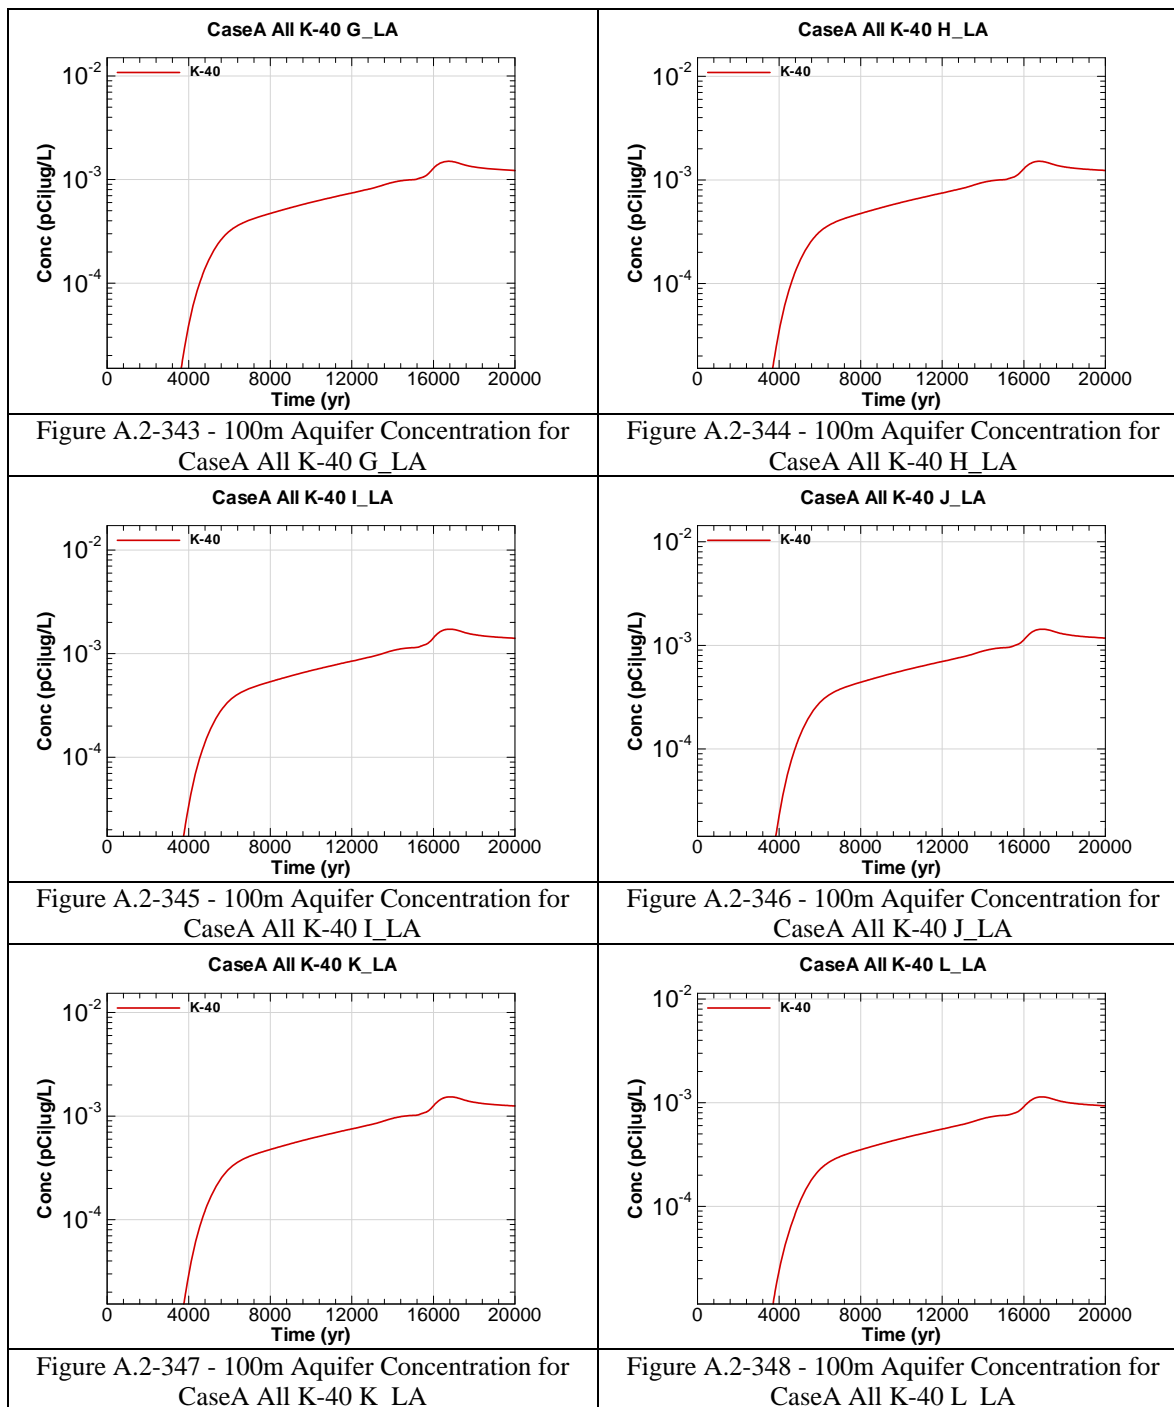 CaseA All K-40 G_LA
K-40
Conc (pCi|ug/L)
10-2
10-3
10-4
0 4000 8000 12000 16000 20000
Time (yr)
Figure A.2-343 - 100m Aquifer Concentration for
CaseA All K-40 G_LA
CaseA All K-40 H_LA
K-40
Conc (pCi|ug/L)
10-2
10-3
10-4
0 4000 8000 12000 16000 20000
Time (yr)
Figure A.2-344 - 100m Aquifer Concentration for
CaseA All K-40 H_LA
CaseA All K-40 I_LA
K-40
Conc (pCi|ug/L)
10-2
10-3
10-4
0 4000 8000 12000 16000 20000
Time (yr)
Figure A.2-345 - 100m Aquifer Concentration for
CaseA All K-40 I_LA
CaseA All K-40 J_LA
K-40
Conc (pCi|ug/L)
10-2
10-3
10-4
0 4000 8000 12000 16000 20000
Time (yr)
Figure A.2-346 - 100m Aquifer Concentration for
CaseA All K-40 J_LA
CaseA All K-40 K_LA
K-40
Conc (pCi|ug/L)
10-2
10-3
10-4
0 4000 8000 12000 16000 20000
Time (yr)
Figure A.2-347 - 100m Aquifer Concentration for
CaseA All K-40 K_LA
CaseA All K-40 L_LA
K-40
Conc (pCi|ug/L)
10-2
10-3
10-4
0 4000 8000 12000 16000 20000
Time (yr)
Figure A.2-348 - 100m Aquifer Concentration for
CaseA All K-40 L_LA